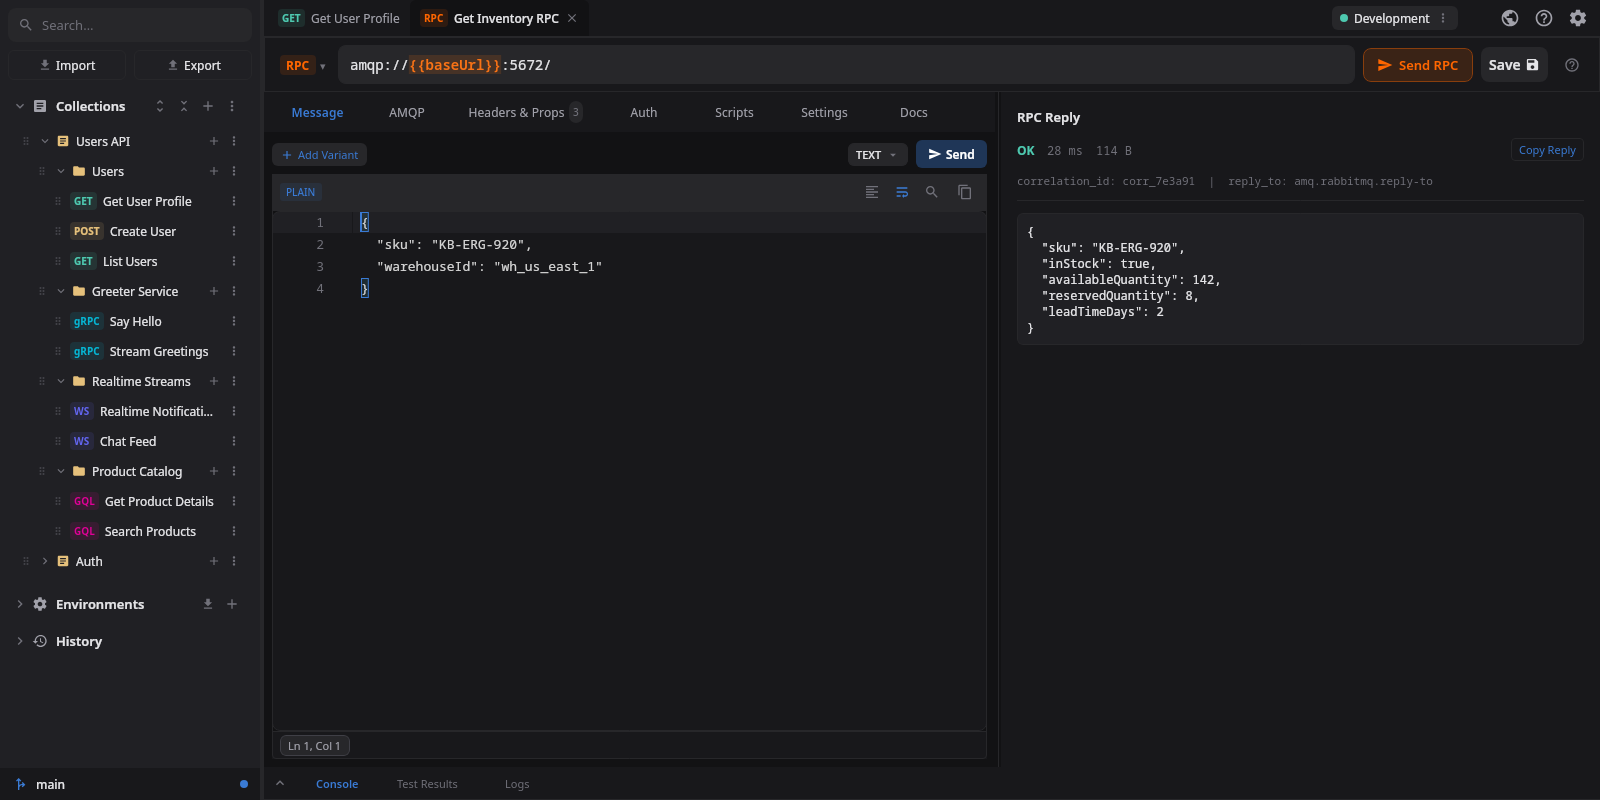 Search...
Import
Export
Collections
Users API
Users
GET Get User Profile
POST Create User
GET List Users
Greeter Service
gRPC Say Hello
gRPC Stream Greetings
Realtime Streams
WS Realtime Notificati...
WS Chat Feed
Product Catalog
GQL Get Product Details
GQL Search Products
Auth
Environments
History
main
GET Get User Profile
RPC Get Inventory RPC
Development
RPC
amqp://{{baseUrl}}:5672/
Send RPC
Save
Message AMQP Headers & Props 3 Auth Scripts Settings Docs
Add Variant
TEXT
Send
PLAIN
1 {
2 "sku": "KB-ERG-920",
3 "warehouseId": "wh_us_east_1"
4 }
Ln 1, Col 1
RPC Reply
OK 28 ms 114 B
Copy Reply
correlation_id: corr_7e3a91 | reply_to: amq.rabbitmq.reply-to
{
"sku": "KB-ERG-920",
"inStock": true,
"availableQuantity": 142,
"reservedQuantity": 8,
"leadTimeDays": 2
}
Console Test Results Logs